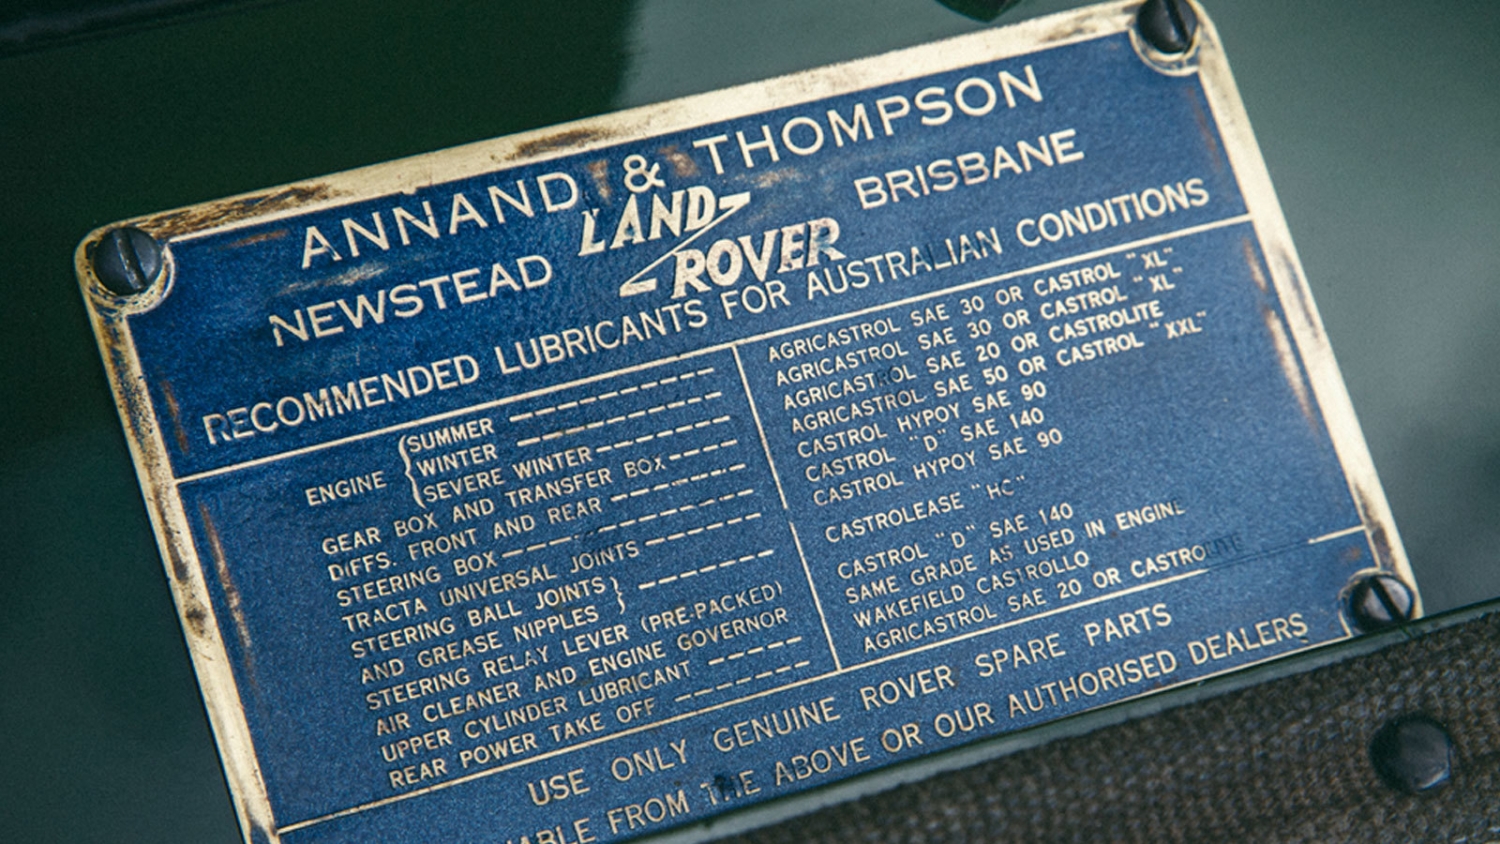 ANNAND & THOMPSON
NEWSTEAD LAND ROVER BRISBANE
RECOMMENDED LUBRICANTS FOR AUSTRALIAN CONDITIONS
ENGINE
SUMMER AGRICASTROL SAE 30 OR CASTROL "XL"
WINTER AGRICASTROL SAE 30 OR CASTROL "XL"
SEVERE WINTER AGRICASTROL SAE 20 OR CASTROLITE
GEAR BOX AND TRANSFER BOX AGRICASTROL SAE 50 OR CASTROL "XXL"
DIFFS. FRONT AND REAR CASTROL HYPOY SAE 90
STEERING BOX CASTROL "D" SAE 140
TRACTA UNIVERSAL JOINTS CASTROL HYPOY SAE 90
STEERING BALL JOINTS
AND GREASE NIPPLES CASTROLEASE "HC"
STEERING RELAY LEVER (PRE-PACKED) CASTROL "D" SAE 140
AIR CLEANER AND ENGINE GOVERNOR SAME GRADE AS USED IN ENGINE
UPPER CYLINDER LUBRICANT WAKEFIELD CASTROLLO
REAR POWER TAKE OFF AGRICASTROL SAE 20 OR CASTROLITE
USE ONLY GENUINE ROVER SPARE PARTS
FROM THE ABOVE OR OUR AUTHORISED DEALERS